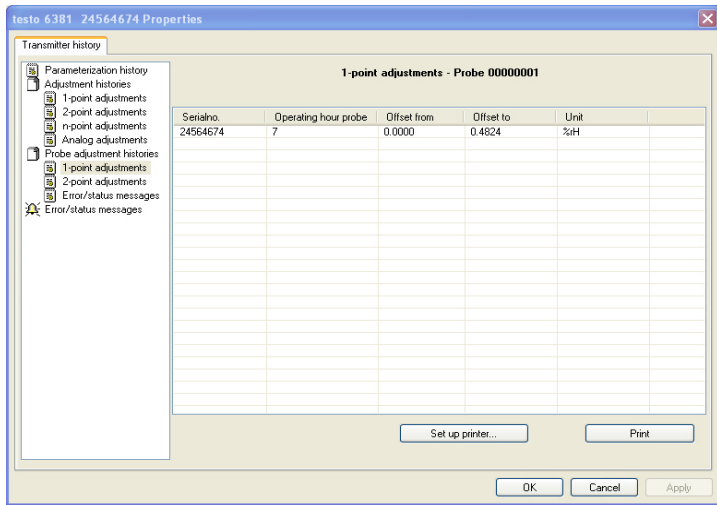 testo 6381 24564674 Properties
Transmitter history
Parameterization history
Adjustment histories
1-point adjustments
2-point adjustments
n-point adjustments
Analog adjustments
Probe adjustment histories
1-point adjustments
2-point adjustments
Error/status messages
Error/status messages
1-point adjustments - Probe 00000001
Serialno. Operating hour probe Offset from Offset to Unit
24564674 7 0.0000 0.4824 %rH
Set up printer... Print
OK Cancel Apply